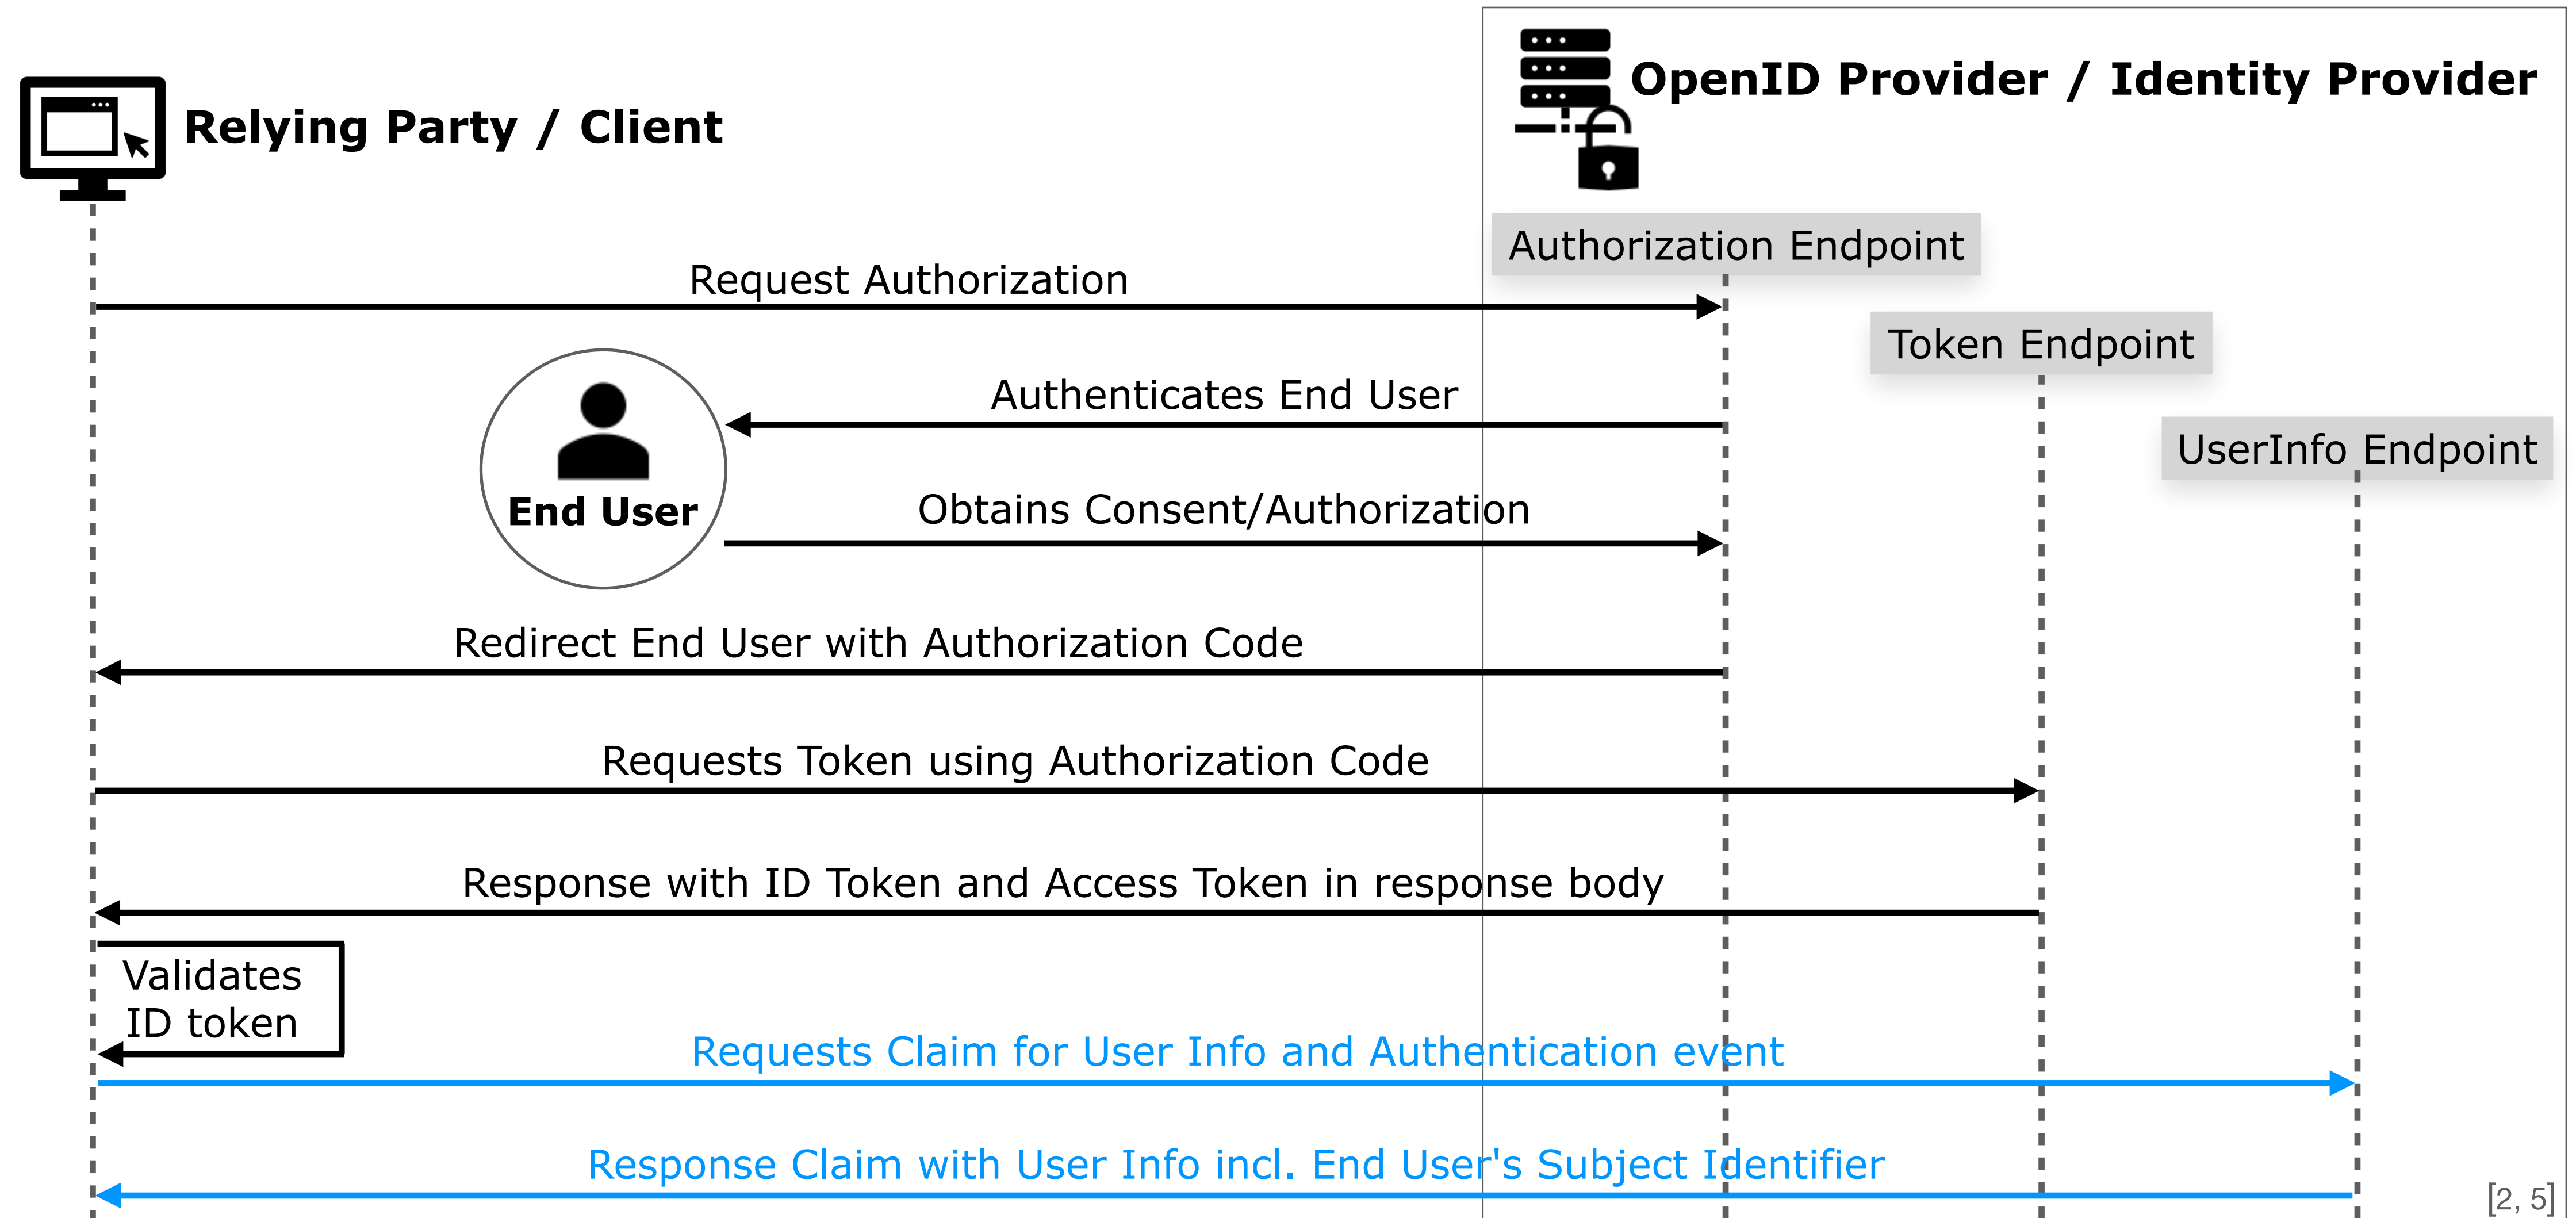 OpenID Provider / Identity Provider
Relying Party / Client
Authorization Endpoint
Request Authorization
Token Endpoint
Authenticates End User
UserInfo Endpoint
End User
Obtains Consent/Authorization
Redirect End User with Authorization Code
Requests Token using Authorization Code
Response with ID Token and Access Token in response body
Validates
ID token
Requests Claim for User Info and Authentication event
Response Claim with User Info incl. End User's Subject Identifier
[2, 5]